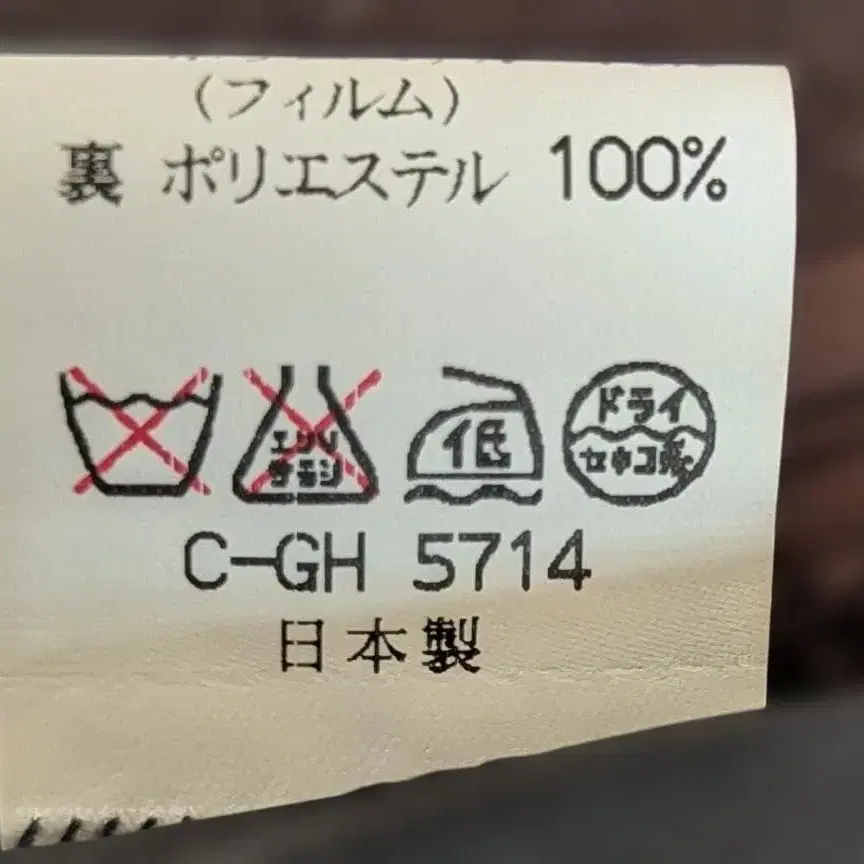 （フィルム）
裏 ポリエステル 100%
エンソ
サラシ
低
ドライ
セキユ系
C-GH 5714
日本製